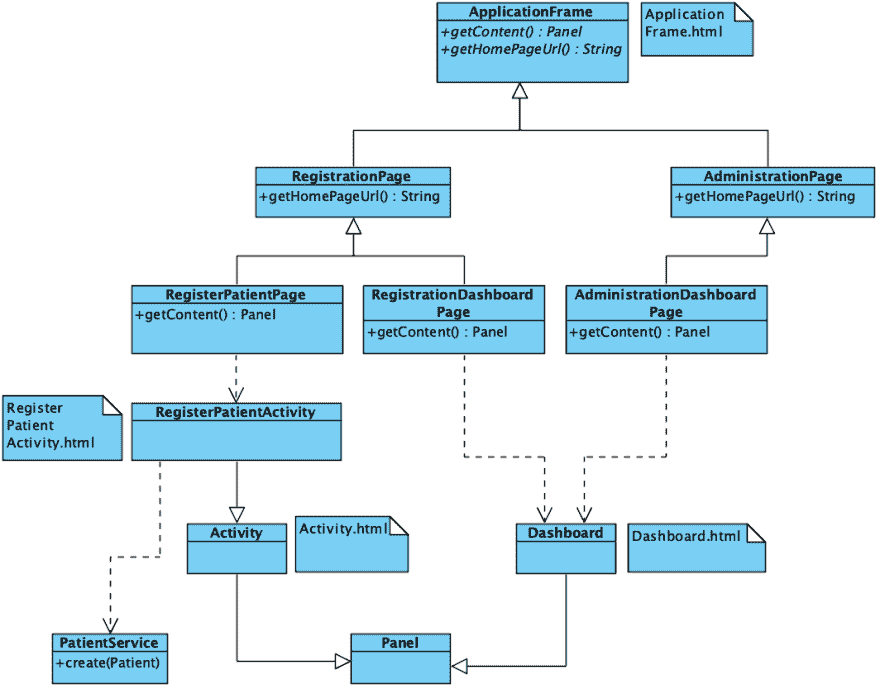 ApplicationFrame
+getContent() : Panel
+getHomePageUrl() : String
Application
Frame.html
RegistrationPage
+getHomePageUrl() : String
AdministrationPage
+getHomePageUrl() : String
RegisterPatientPage
+getContent() : Panel
RegistrationDashboard
Page
+getContent() : Panel
AdministrationDashboard
Page
+getContent() : Panel
Register
Patient
Activity.html
RegisterPatientActivity
Activity
Activity.html
Dashboard
Dashboard.html
PatientService
+create(Patient)
Panel